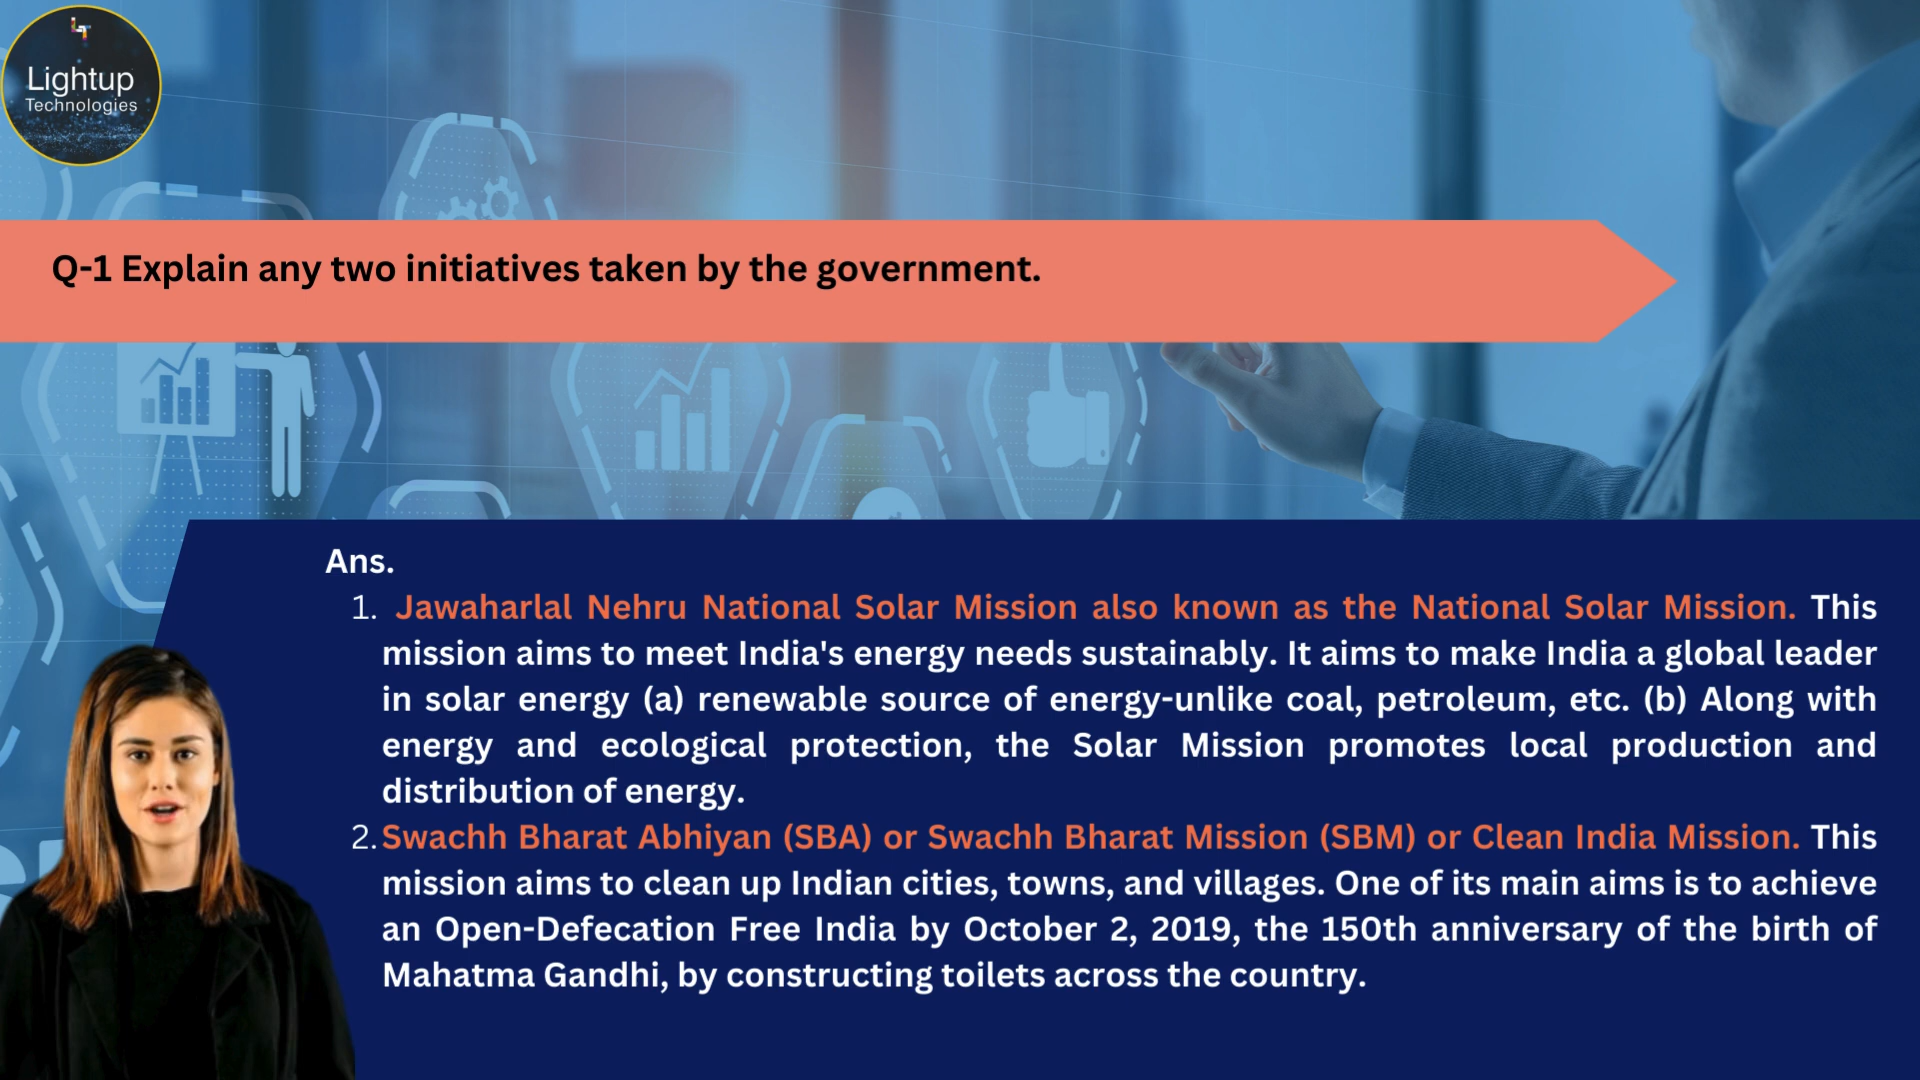 LT
Lightup
Technologies
Q-1 Explain any two initiatives taken by the government.
Ans.
1. Jawaharlal Nehru National Solar Mission also known as the National Solar Mission. This
mission aims to meet India's energy needs sustainably. It aims to make India a global leader
in solar energy (a) renewable source of energy-unlike coal, petroleum, etc. (b) Along with
energy and ecological protection, the Solar Mission promotes local production and
distribution of energy.
2. Swachh Bharat Abhiyan (SBA) or Swachh Bharat Mission (SBM) or Clean India Mission. This
mission aims to clean up Indian cities, towns, and villages. One of its main aims is to achieve
an Open-Defecation Free India by October 2, 2019, the 150th anniversary of the birth of
Mahatma Gandhi, by constructing toilets across the country.